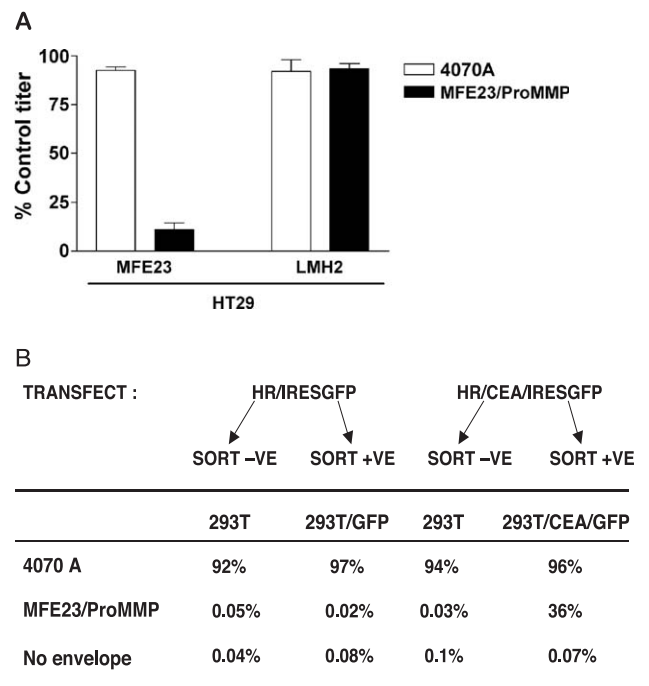 A
100
75
50
25
0
% Control titer
4070A
MFE23/ProMMP
MFE23
LMH2
HT29
B
TRANSFECT :
HR/IRESGFP
HR/CEA/IRESGFP
SORT –VE
SORT +VE
SORT –VE
SORT +VE
293T 293T/GFP 293T 293T/CEA/GFP
4070 A 92% 97% 94% 96%
MFE23/ProMMP 0.05% 0.02% 0.03% 36%
No envelope 0.04% 0.08% 0.1% 0.07%